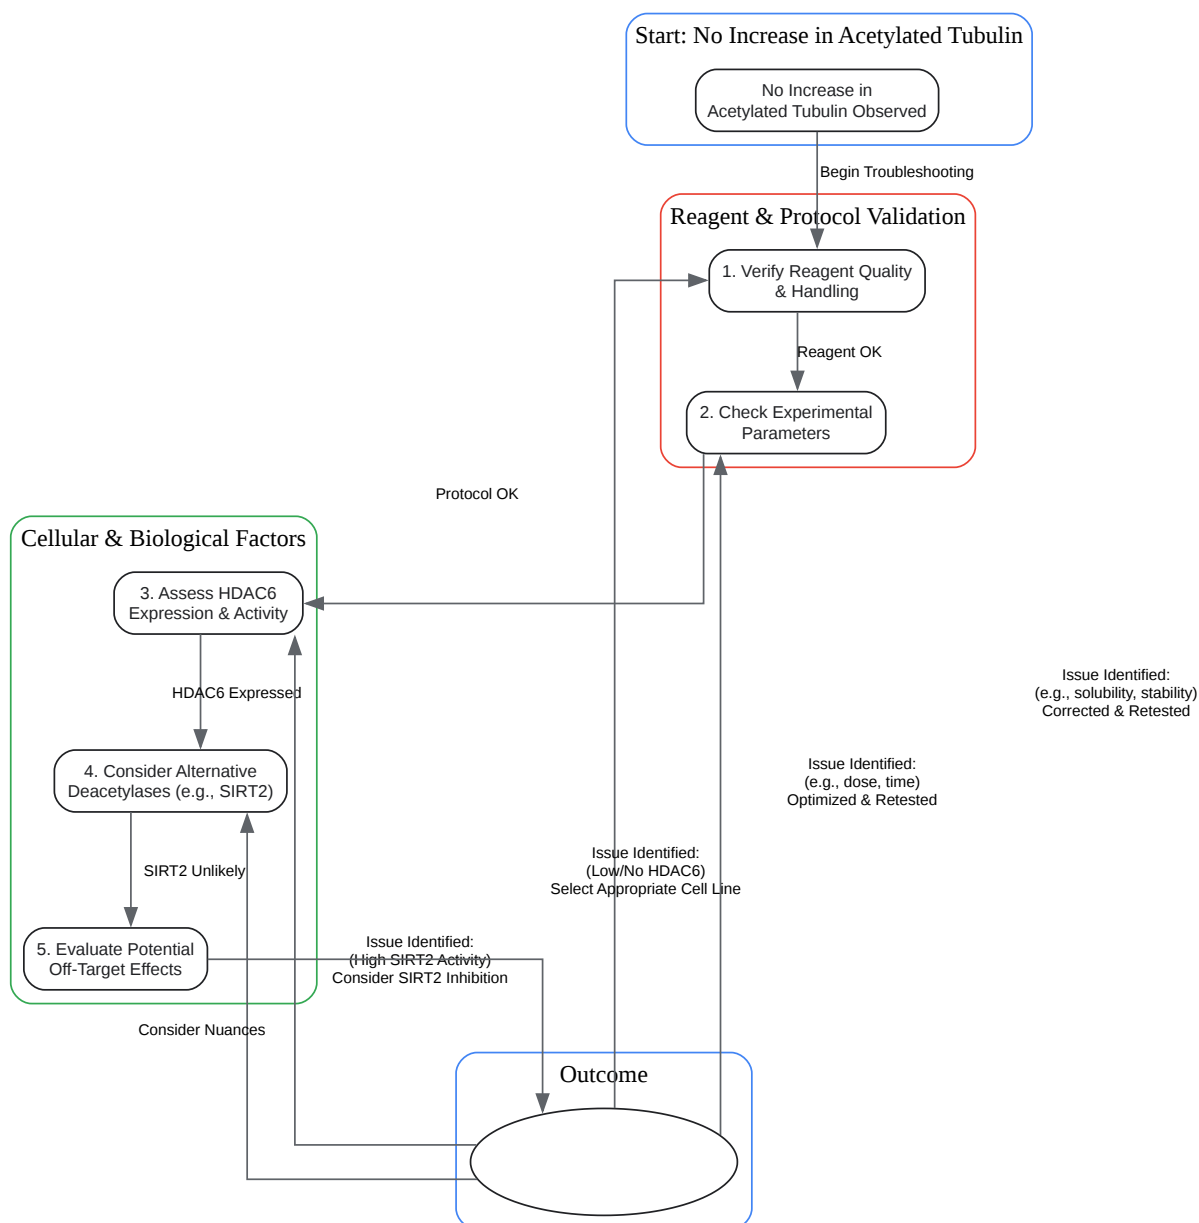 Start: No Increase in Acetylated Tubulin
No Increase in
Acetylated Tubulin Observed
Begin Troubleshooting
Reagent & Protocol Validation
1. Verify Reagent Quality
& Handling
Reagent OK
2. Check Experimental
Parameters
Protocol OK
Cellular & Biological Factors
3. Assess HDAC6
Expression & Activity
HDAC6 Expressed
4. Consider Alternative
Deacetylases (e.g., SIRT2)
SIRT2 Unlikely
5. Evaluate Potential
Off-Target Effects
Consider Nuances
Issue Identified:
(High SIRT2 Activity)
Consider SIRT2 Inhibition
Issue Identified:
(Low/No HDAC6)
Select Appropriate Cell Line
Issue Identified:
(e.g., dose, time)
Optimized & Retested
Issue Identified:
(e.g., solubility, stability)
Corrected & Retested
Outcome